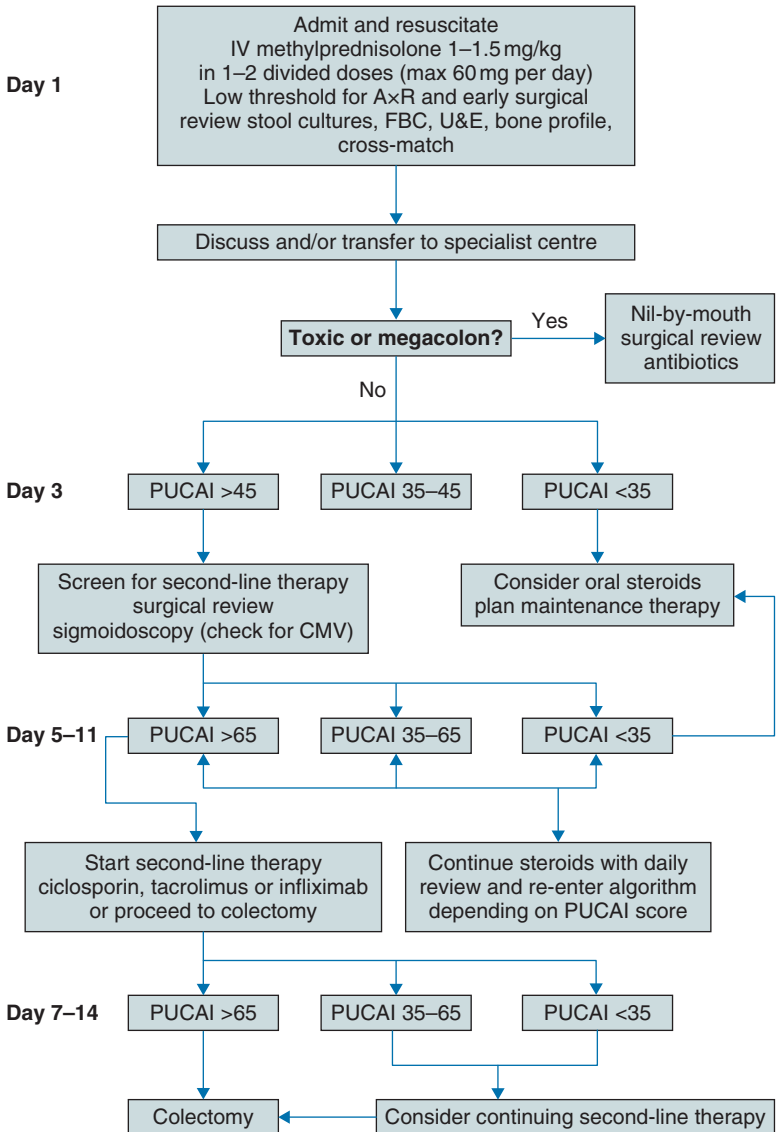 Day 1
Admit and resuscitate
IV methylprednisolone 1–1.5 mg/kg
in 1–2 divided doses (max 60 mg per day)
Low threshold for A×R and early surgical
review stool cultures, FBC, U&E, bone profile,
cross-match
Discuss and/or transfer to specialist centre
Toxic or megacolon?
Yes
Nil-by-mouth
surgical review
antibiotics
No
Day 3
PUCAI >45
PUCAI 35–45
PUCAI <35
Screen for second-line therapy
surgical review
sigmoidoscopy (check for CMV)
Consider oral steroids
plan maintenance therapy
Day 5–11
PUCAI >65
PUCAI 35–65
PUCAI <35
Start second-line therapy
ciclosporin, tacrolimus or infliximab
or proceed to colectomy
Continue steroids with daily
review and re-enter algorithm
depending on PUCAI score
Day 7–14
PUCAI >65
PUCAI 35–65
PUCAI <35
Colectomy
Consider continuing second-line therapy